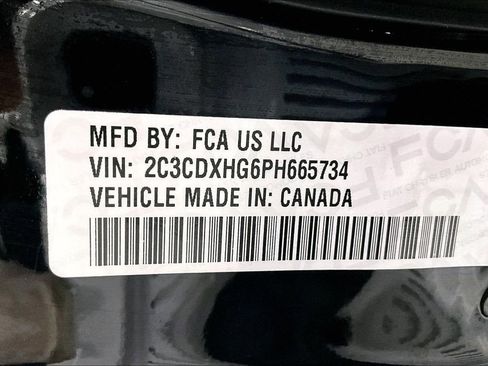 MFD BY: FCA US LLC
VIN: 2C3CDXHG6PH665734
VEHICLE MADE IN: CANADA